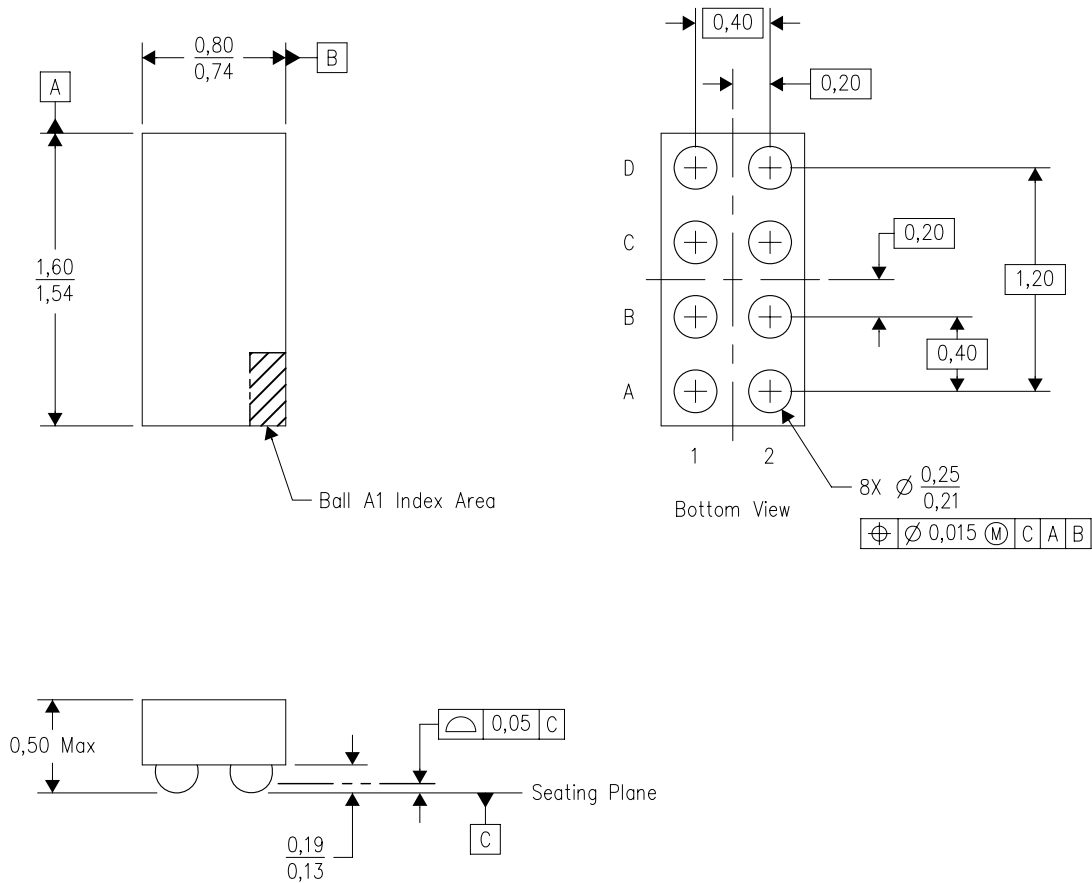 0,80
0,74
B
A
1,60
1,54
Ball A1 Index Area
0,40
0,20
D
C
B
A
0,20
1,20
0,40
1 2
Bottom View
8X Ø 0,25
0,21
⌖ Ø 0,015 Ⓜ C A B
0,50 Max
0,05 C
Seating Plane
C
0,19
0,13